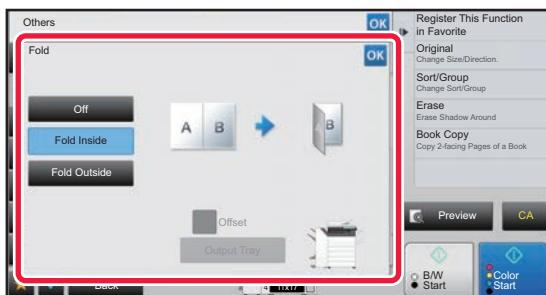 Others
OK
Register This Function
in Favorite
Fold
OK
Original
Change Size/Direction.
Sort/Group
Change Sort/Group
Off
A B
B
Erase
Erase Shadow Around
Fold Inside
Book Copy
Copy 2-facing Pages of a Book
Fold Outside
Offset
Preview
CA
Output Tray
B/W
Start
Color
Start
Back
4 11x17